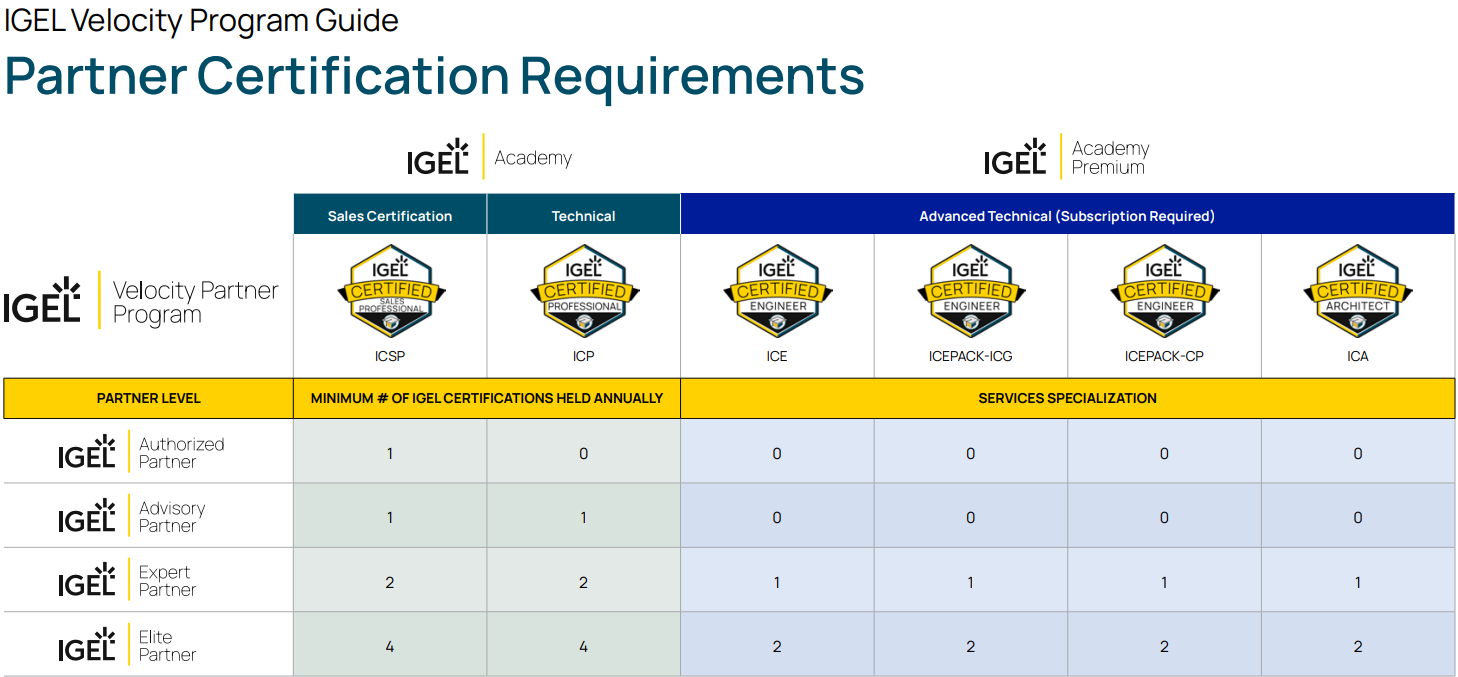 IGEL Velocity Program Guide
Partner Certification Requirements
IGEL Academy
IGEL Academy
Premium
Sales Certification
Technical
Advanced Technical (Subscription Required)
IGEL Velocity Partner
Program
IGEL
CERTIFIED
SALES
PROFESSIONAL
ICSP
IGEL
CERTIFIED
PROFESSIONAL
ICP
IGEL
CERTIFIED
ENGINEER
ICE
IGEL
CERTIFIED
ENGINEER
ICEPACK-ICG
IGEL
CERTIFIED
ENGINEER
ICEPACK-CP
IGEL
CERTIFIED
ARCHITECT
ICA
PARTNER LEVEL
MINIMUM # OF IGEL CERTIFICATIONS HELD ANNUALLY
SERVICES SPECIALIZATION
IGEL Authorized
Partner
1 0 0 0 0 0
IGEL Advisory
Partner
1 1 0 0 0 0
IGEL Expert
Partner
2 2 1 1 1 1
IGEL Elite
Partner
4 4 2 2 2 2